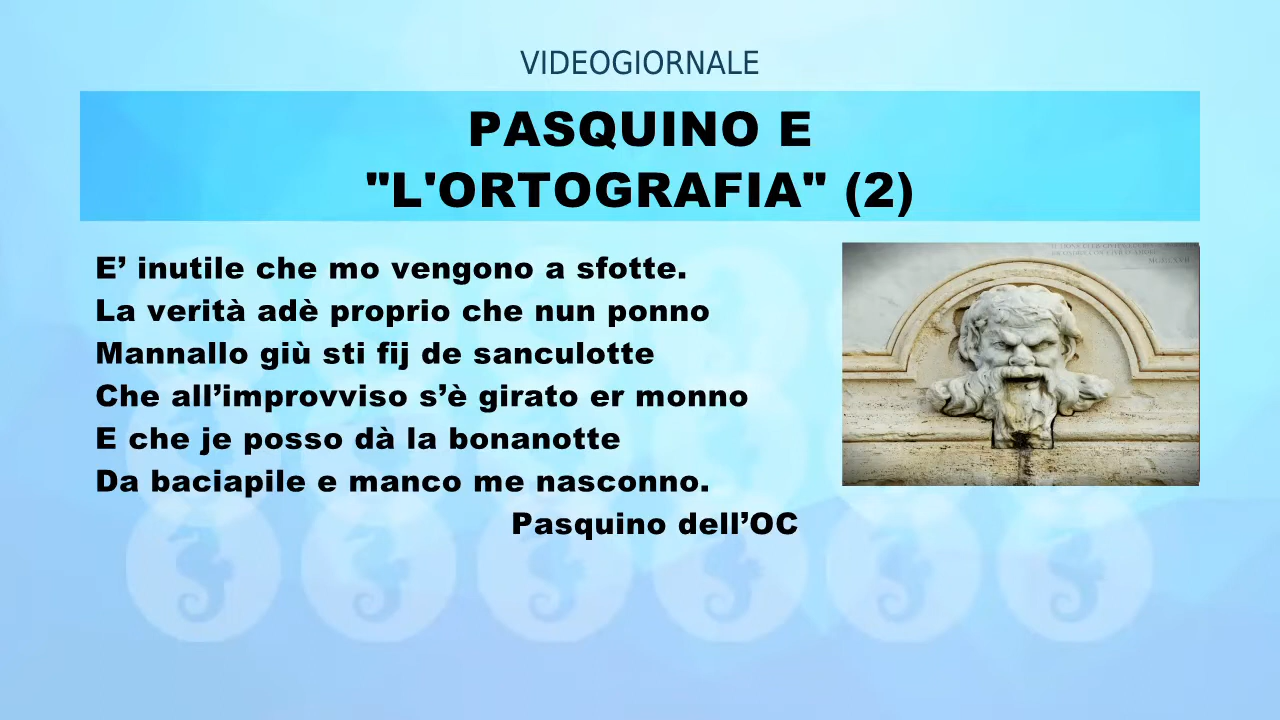 VIDEOGIORNALE
PASQUINO E
"L'ORTOGRAFIA" (2)
E’ inutile che mo vengono a sfotte.
La verità adè proprio che nun ponno
Mannallo giù sti fij de sanculotte
Che all’improvviso s’è girato er monno
E che je posso dà la bonanotte
Da baciapile e manco me nasconno.
Pasquino dell’OC